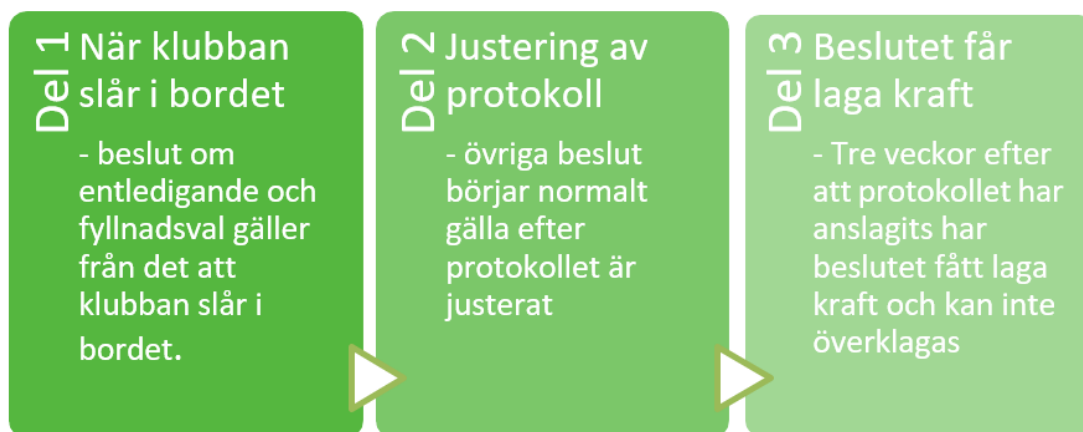 Del 1
När klubban
slår i bordet
- beslut om
entledigande och
fyllnadsval gäller
från det att
klubban slår i
bordet.
Del 2
Justering av
protokoll
- övriga beslut
börjar normalt
gälla efter
protokollet är
justerat
Del 3
Beslutet får
laga kraft
- Tre veckor efter
att protokollet har
anslagits har
beslutet fått laga
kraft och kan inte
överklagas